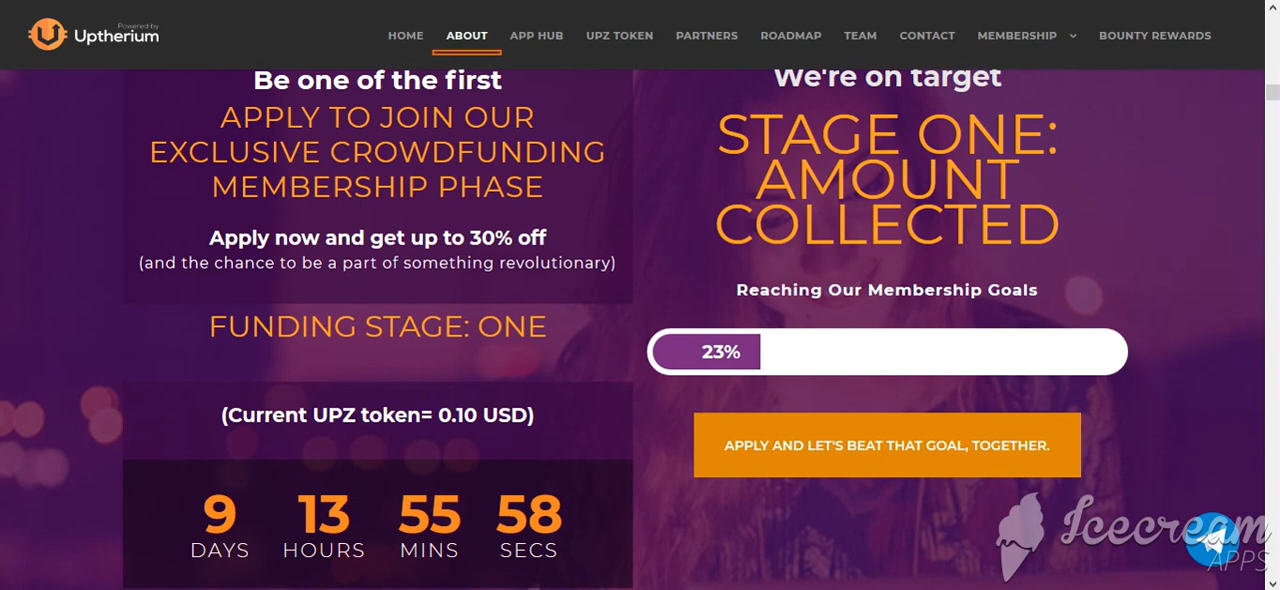 Powered by
Uptherium
HOME ABOUT APP HUB UPZ TOKEN PARTNERS ROADMAP TEAM CONTACT MEMBERSHIP BOUNTY REWARDS
Be one of the first
APPLY TO JOIN OUR
EXCLUSIVE CROWDFUNDING
MEMBERSHIP PHASE
Apply now and get up to 30% off
(and the chance to be a part of something revolutionary)
FUNDING STAGE: ONE
(Current UPZ token= 0.10 USD)
9 13 55 58
DAYS HOURS MINS SECS
We're on target
STAGE ONE:
AMOUNT
COLLECTED
Reaching Our Membership Goals
23%
APPLY AND LET'S BEAT THAT GOAL, TOGETHER.
Icecream
APPS